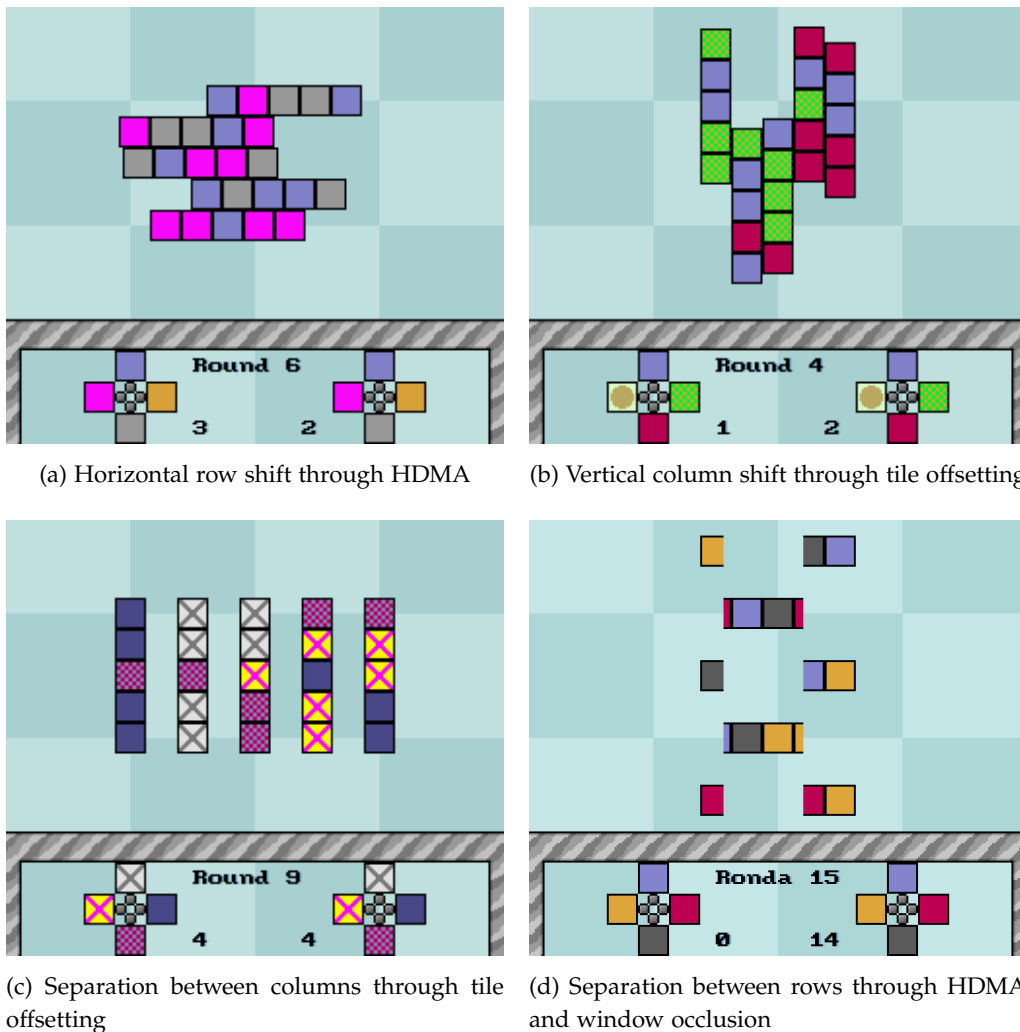 Round 6
3 2
(a) Horizontal row shift through HDMA
Round 4
1 2
(b) Vertical column shift through tile offsetting
Round 9
4 4
(c) Separation between columns through tile
offsetting
Ronda 15
0 14
(d) Separation between rows through HDMA
and window occlusion